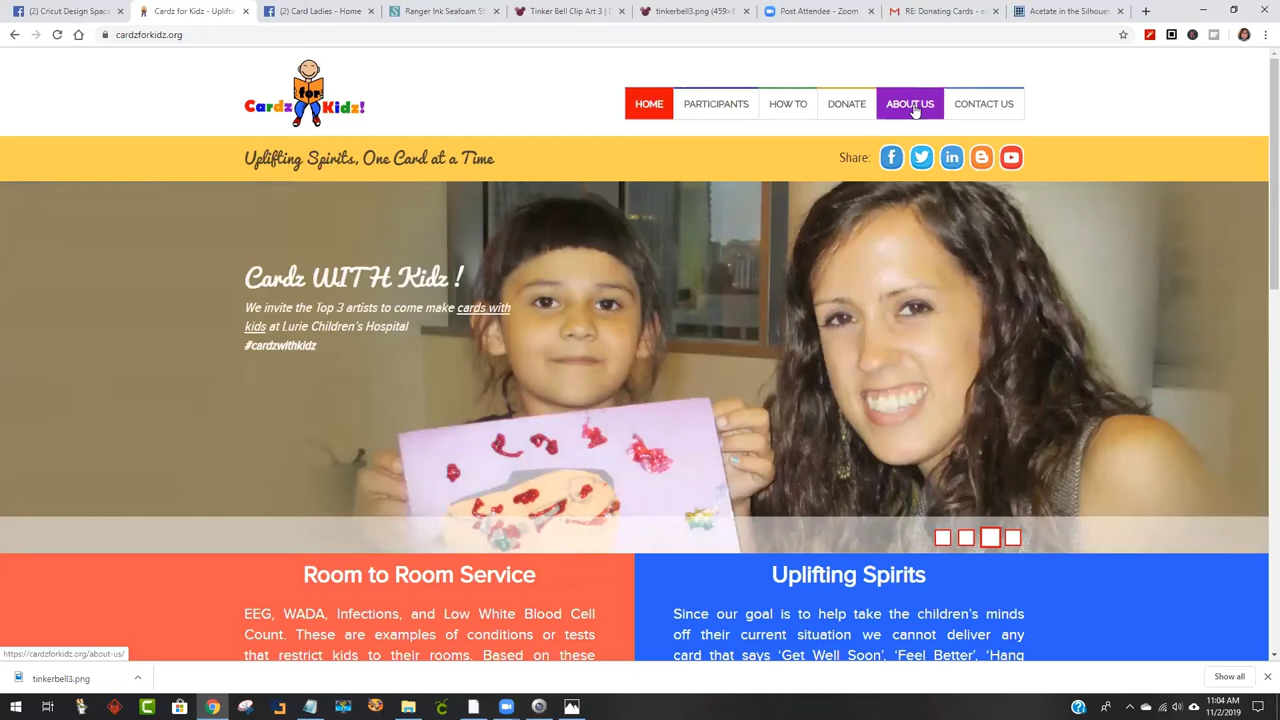 (2) Cricut Design Space
Cardz for Kidz - Uplift
(2) Card Ladies - Home
Ranger Ink Seafoam S
Tinker Bell Clip Art 3 | D
tinkerbell3.png (459×
Post Attendee - Zoom
RE: Donating Cards - e
Acetate in the Silhoue
cardzforkidz.org
Cardz for Kidz!
HOME PARTICIPANTS HOW TO DONATE ABOUT US CONTACT US
Uplifting Spirits, One Card at a Time
Share:
Cardz WITH Kidz !
We invite the Top 3 artists to come make cards with
kids at Lurie Children's Hospital
#cardzwithkidz
Room to Room Service
EEG, WADA, Infections, and Low White Blood Cell
Count. These are examples of conditions or tests
that restrict kids to their rooms. Based on these
Uplifting Spirits
Since our goal is to help take the children's minds
off their current situation we cannot deliver any
card that says 'Get Well Soon', 'Feel Better', 'Hang
https://cardzforkidz.org/about-us/
tinkerbell3.png
Show all
11:04 AM
11/2/2019